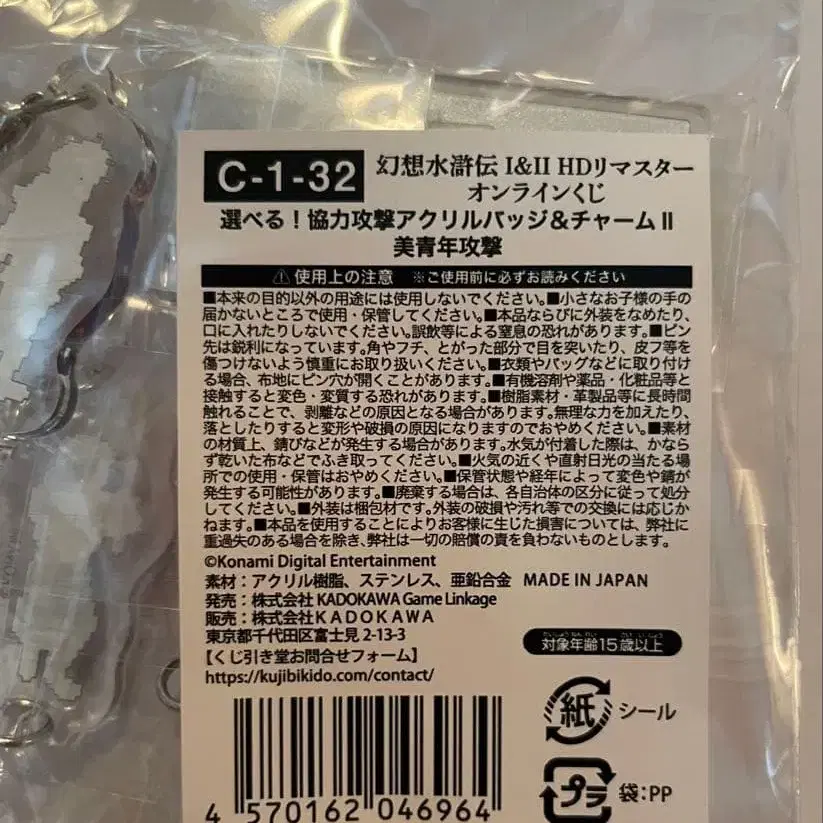 C-1-32
幻想水滸伝 I&II HDリマスター
オンラインくじ
選べる！協力攻撃アクリルバッジ＆チャームⅡ
美青年攻撃
⚠使用上の注意 ※ご使用前に必ずお読みください
■本来の目的以外の用途には使用しないでください。■小さなお子様の手の
届かないところで使用・保管してください。■本品ならびに外装をなめたり、
口に入れたりしないでください。誤飲等による窒息の恐れがあります。■ピン
先は鋭利になっています。角やフチ、とがった部分で目を突いたり、皮フ等を
傷つけないよう慎重にお取り扱いください。■衣類やバッグなどに取り付け
る場合、布地にピン穴が開くことがあります。■有機溶剤や薬品・化粧品等と
接触すると変色・変質する恐れがあります。■樹脂素材・革製品等に長時間
触れることで、剥離などの原因となる場合があります。無理な力を加えたり、
落としたりすると変形や破損の原因になりますのでおやめください。■素材
の材質上、錆びなどが発生する場合があります。水気が付着した際は、かなら
ず乾いた布などでふき取ってください。■火気の近くや直射日光の当たる場
所での使用・保管はおやめください。■保管状態や経年によって変色や錆が
発生する可能性があります。■廃棄する場合は、各自治体の区分に従って処分
してください。■外装は梱包材です。外装の破損や汚れ等での交換には応じか
ねます。■本品を使用することによりお客様に生じた損害については、弊社に
重過失のある場合を除き、弊社は一切の賠償の責を負わないものとします。
©Konami Digital Entertainment
素材：アクリル樹脂、ステンレス、亜鉛合金 MADE IN JAPAN
発売：株式会社 KADOKAWA Game Linkage
販売：株式会社 KADOKAWA
東京都千代田区富士見 2-13-3
【くじ引き堂お問合せフォーム】
https://kujibikido.com/contact/
たいしょうねんれい さい いじょう
対象年齢15歳以上
紙 シール
プラ 袋：PP
4 570162 046964